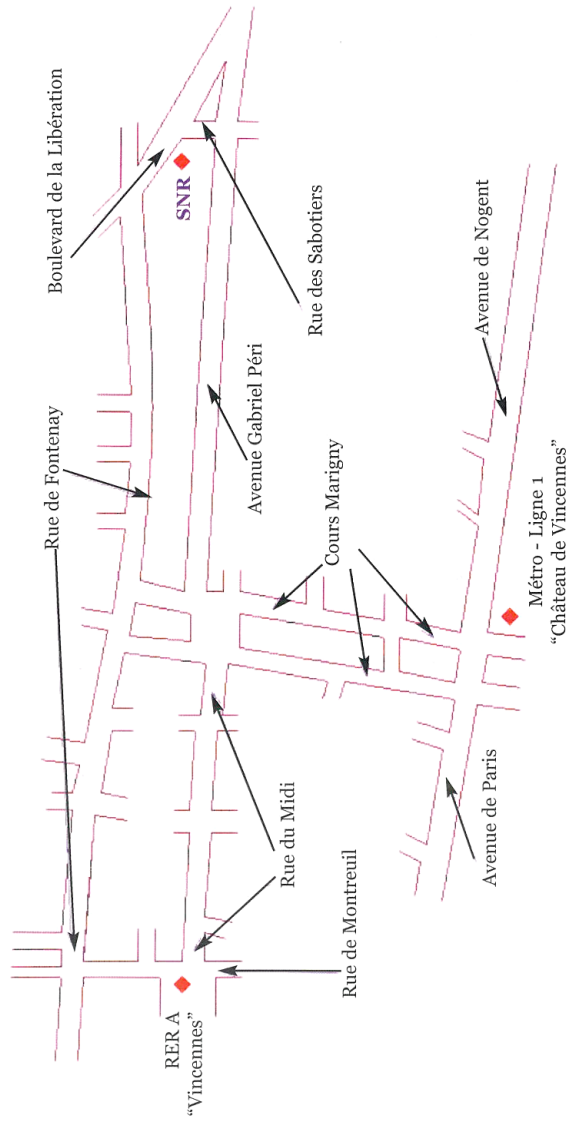 Boulevard de la Libération
SNR
Rue des Sabotiers
Rue de Fontenay
Avenue Gabriel Péri
Avenue de Nogent
Cours Marigny
Métro - Ligne 1
“Château de Vincennes”
Rue du Midi
Avenue de Paris
Rue de Montreuil
RER A
“Vincennes”